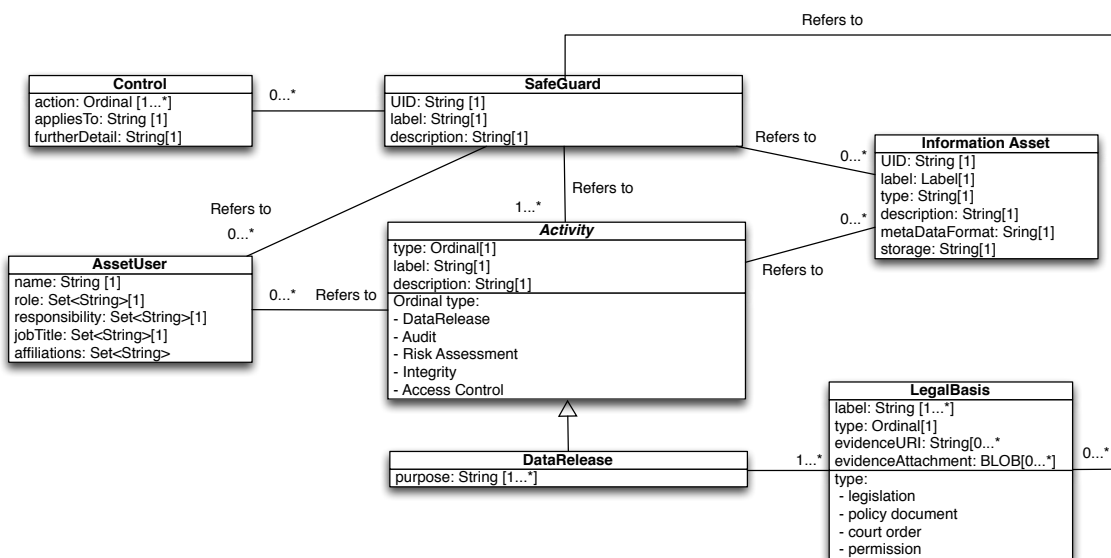 Refers to
Control
action: Ordinal [1...*]
appliesTo: String [1]
furtherDetail: String[1]
0...*
SafeGuard
UID: String [1]
label: String[1]
description: String[1]
Refers to
0...*
Information Asset
UID: String [1]
label: Label[1]
type: String[1]
description: String[1]
metaDataFormat: Sring[1]
storage: String[1]
Refers to
0...*
Refers to
1...*
0...*
Refers to
Activity
type: Ordinal[1]
label: String[1]
description: String[1]
Ordinal type:
- DataRelease
- Audit
- Risk Assessment
- Integrity
- Access Control
AssetUser
name: String [1]
role: Set<String>[1]
responsibility: Set<String>[1]
jobTitle: Set<String>[1]
affiliations: Set<String>
0...*
Refers to
DataRelease
purpose: String [1...*]
1...*
LegalBasis
label: String [1...*]
type: Ordinal[1]
evidenceURI: String[0...*
evidenceAttachment: BLOB[0...*]
type:
- legislation
- policy document
- court order
- permission
0...*